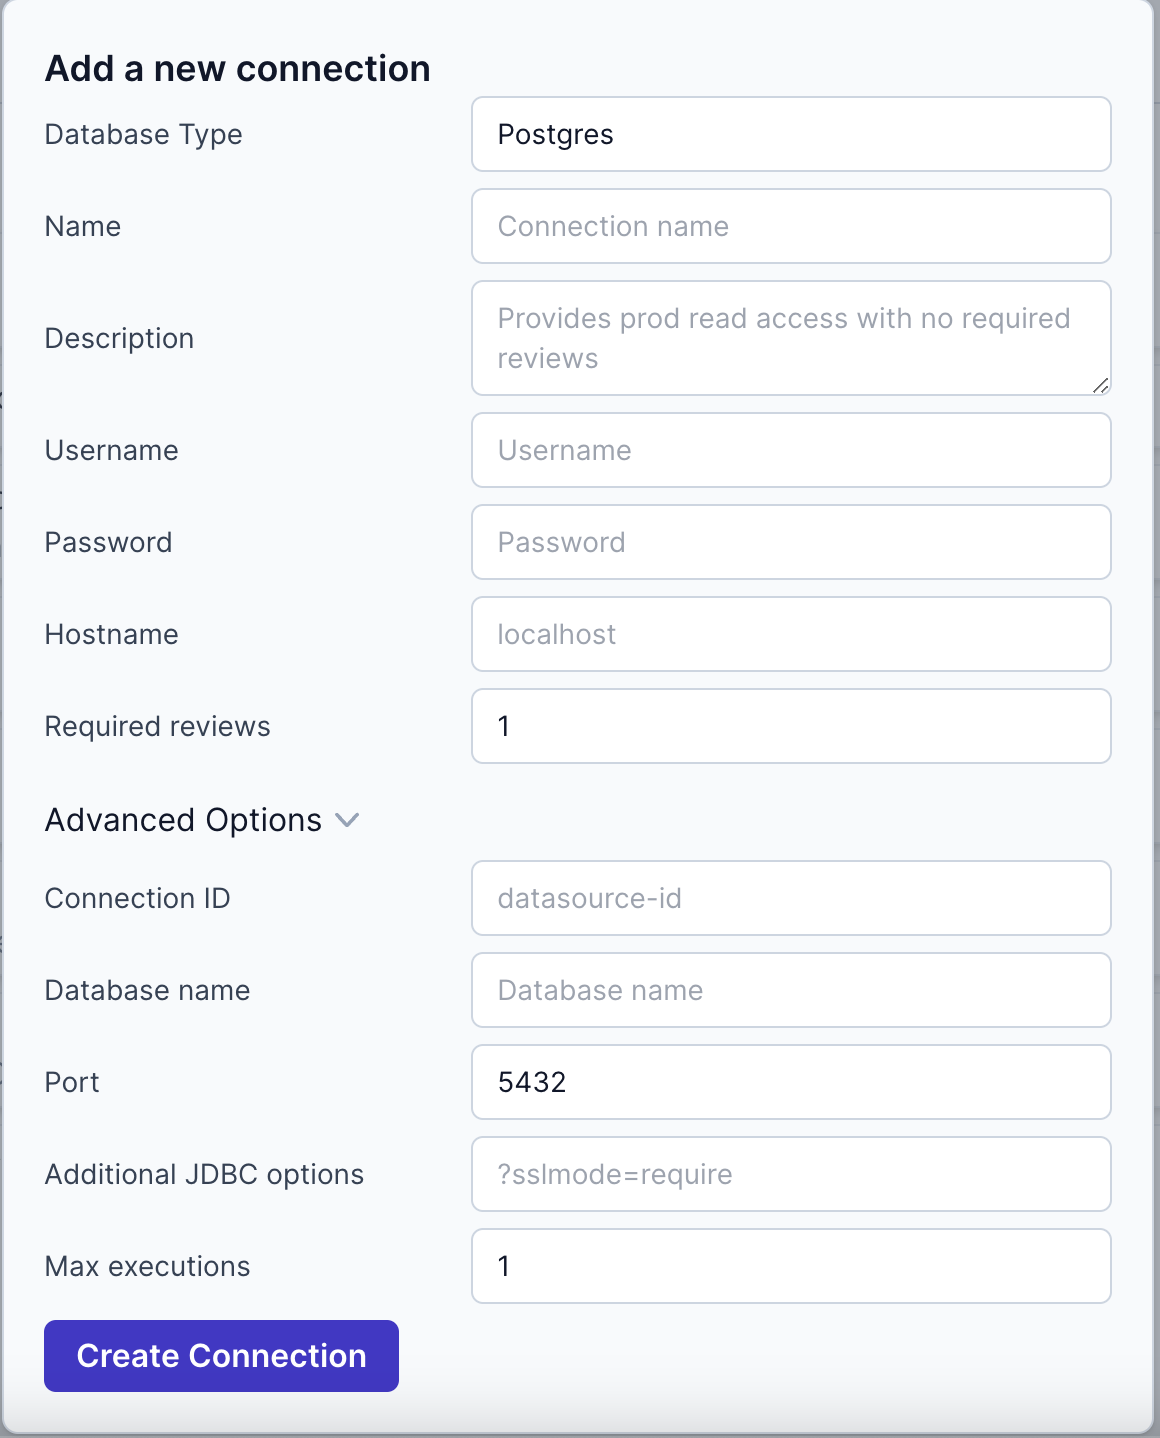 Add a new connection
Database Type
Postgres
Name
Connection name
Description
Provides prod read access with no required
reviews
Username
Username
Password
Password
Hostname
localhost
Required reviews
1
Advanced Options
Connection ID
datasource-id
Database name
Database name
Port
5432
Additional JDBC options
?sslmode=require
Max executions
1
Create Connection